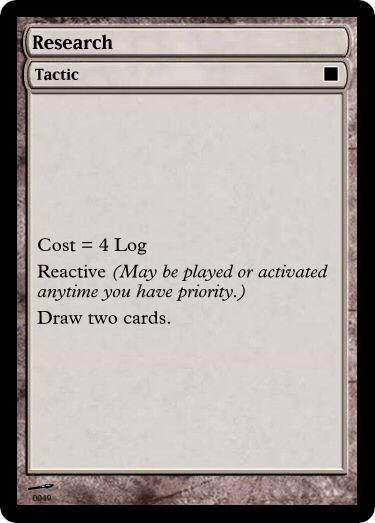 Research
Tactic
Cost = 4 Log
Reactive (May be played or activated
anytime you have priority.)
Draw two cards.
0049